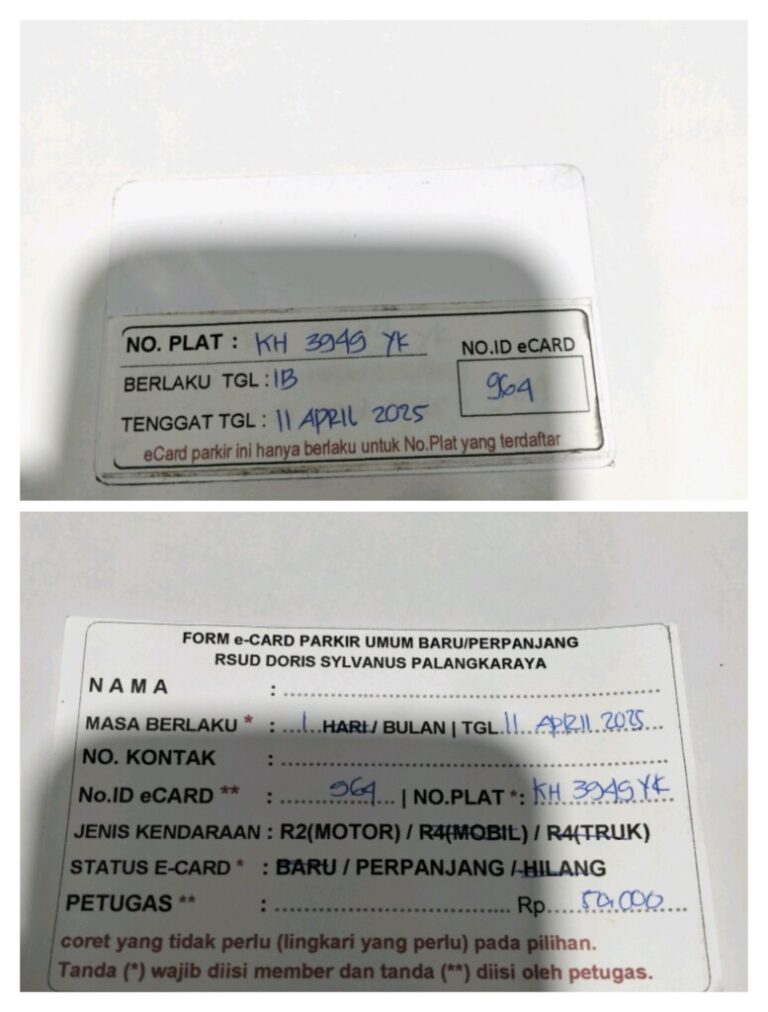 NO. PLAT : KH 3949 YK
NO.ID eCARD
964
BERLAKU TGL : 1B
TENGGAT TGL : 11 APRIL 2025
eCard parkir ini hanya berlaku untuk No.Plat yang terdaftar
FORM e-CARD PARKIR UMUM BARU/PERPANJANG
RSUD DORIS SYLVANUS PALANGKARAYA
NAMA : ..........
MASA BERLAKU * : ...1...HARI / BULAN | TGL.11 APRIL 2025...
NO. KONTAK : ..........
No.ID eCARD ** : ..........964... | NO.PLAT *: KH 3949 YK
JENIS KENDARAAN : R2(MOTOR) / R4(MOBIL) / R4(TRUK)
STATUS E-CARD * : BARU / PERPANJANG / HILANG
PETUGAS ** : .......... Rp....50.000....
coret yang tidak perlu (lingkari yang perlu) pada pilihan.
Tanda (*) wajib diisi member dan tanda (**) diisi oleh petugas.